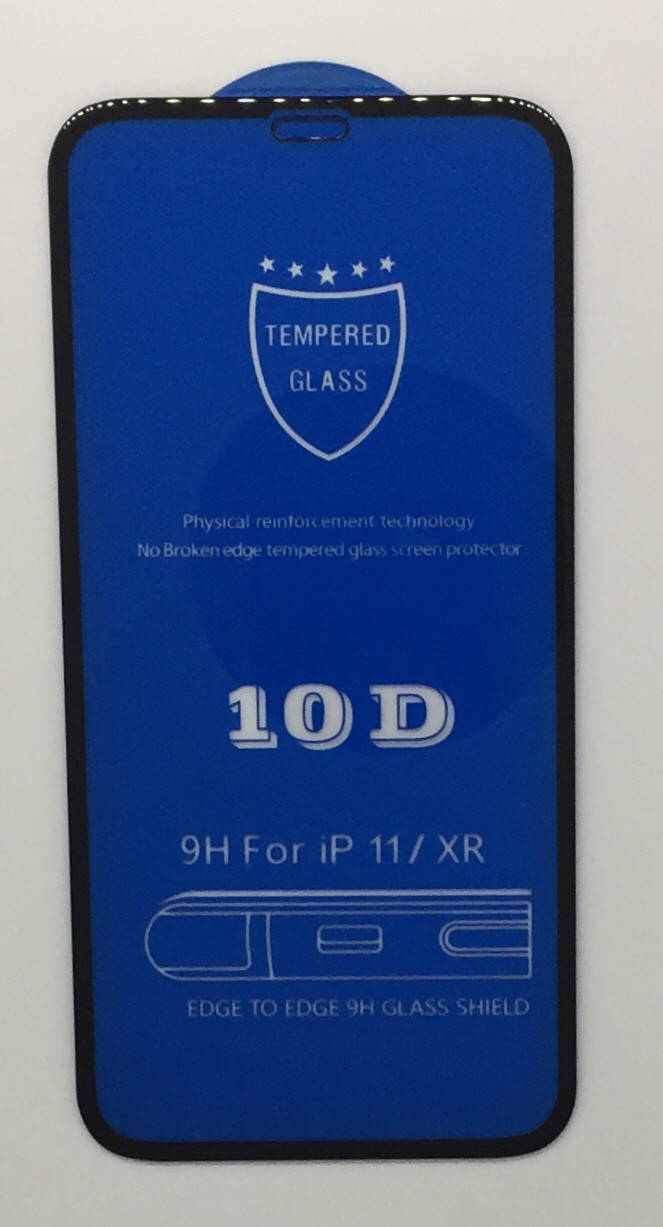 TEMPERED
GLASS
Physical reinforcement technology
No Broken edge tempered glass screen protector
10D
9H For iP 11/ XR
EDGE TO EDGE 9H GLASS SHIELD